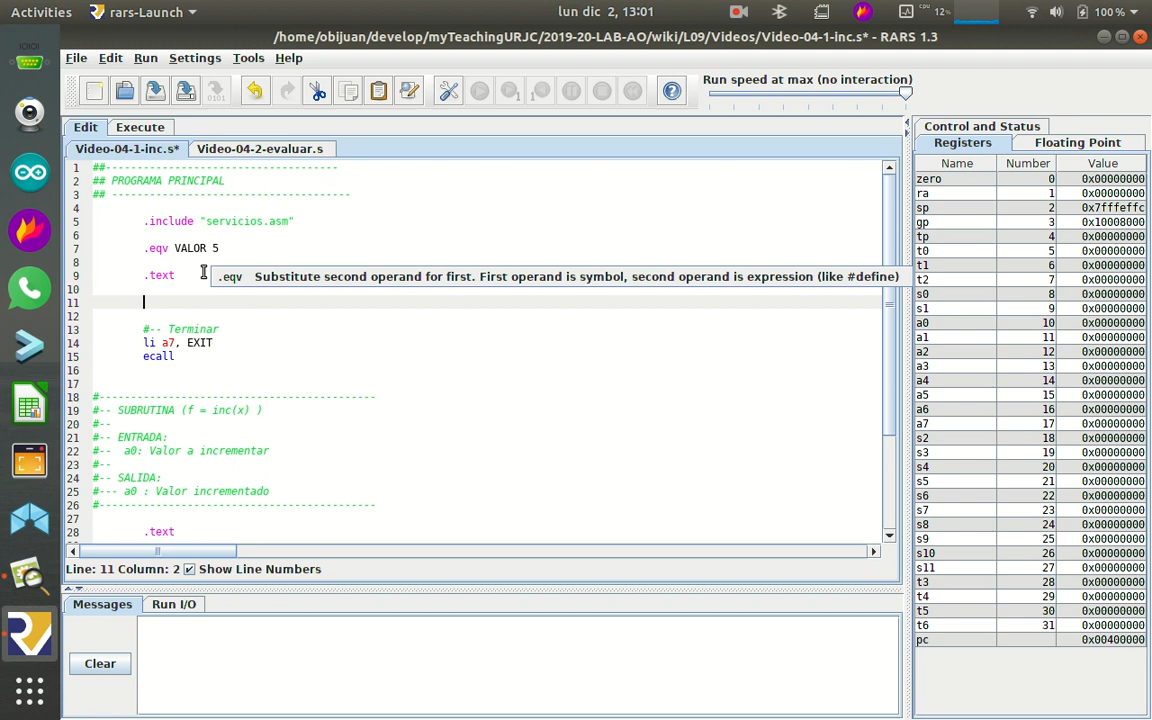 Activities rars-Launch lun dic 2, 13:01 cpu 12% 100%
/home/obijuan/develop/myTeachingURJC/2019-20-LAB-AO/wiki/L09/Videos/Video-04-1-inc.s* - RARS 1.3
File Edit Run Settings Tools Help
Run speed at max (no interaction)
Edit Execute
Video-04-1-inc.s* Video-04-2-evaluar.s
1 ##-------------------------------------
2 ## PROGRAMA PRINCIPAL
3 ## --------------------------------------
4
5 .include "servicios.asm"
6
7 .eqv VALOR 5
8
9 .text
.eqv Substitute second operand for first. First operand is symbol, second operand is expression (like #define)
10
11
12
13 #-- Terminar
14 li a7, EXIT
15 ecall
16
17
18 #-------------------------------------------
19 #-- SUBRUTINA (f = inc(x) )
20 #--
21 #-- ENTRADA:
22 #-- a0: Valor a incrementar
23 #--
24 #-- SALIDA:
25 #--- a0 : Valor incrementado
26 #-------------------------------------------
27
28 .text
Line: 11 Column: 2 Show Line Numbers
Messages Run I/O
Clear
Control and Status
Registers Floating Point
Name Number Value
zero 0 0x00000000
ra 1 0x00000000
sp 2 0x7fffeffc
gp 3 0x10008000
tp 4 0x00000000
t0 5 0x00000000
t1 6 0x00000000
t2 7 0x00000000
s0 8 0x00000000
s1 9 0x00000000
a0 10 0x00000000
a1 11 0x00000000
a2 12 0x00000000
a3 13 0x00000000
a4 14 0x00000000
a5 15 0x00000000
a6 16 0x00000000
a7 17 0x00000000
s2 18 0x00000000
s3 19 0x00000000
s4 20 0x00000000
s5 21 0x00000000
s6 22 0x00000000
s7 23 0x00000000
s8 24 0x00000000
s9 25 0x00000000
s10 26 0x00000000
s11 27 0x00000000
t3 28 0x00000000
t4 29 0x00000000
t5 30 0x00000000
t6 31 0x00000000
pc 0x00400000